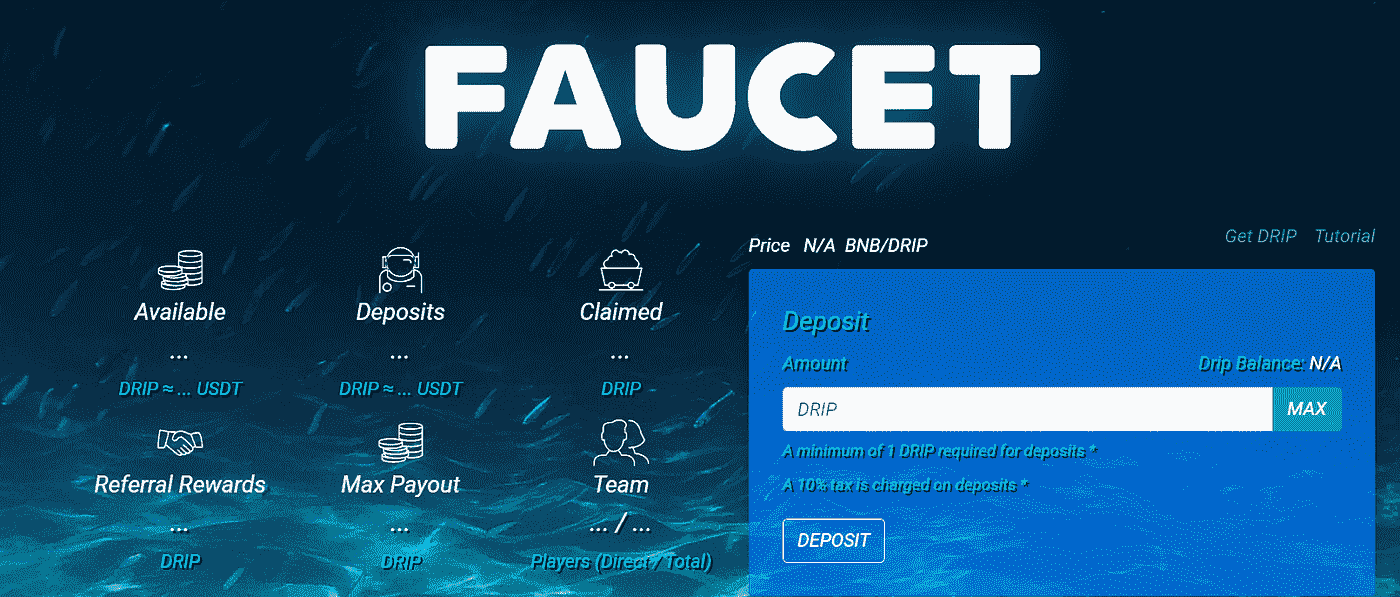 FAUCET
Price N/A BNB/DRIP
Get DRIP Tutorial
Available
...
DRIP ≈ ... USDT
Deposits
...
DRIP ≈ ... USDT
Claimed
...
DRIP
Referral Rewards
...
DRIP
Max Payout
...
DRIP
Team
... / ...
Players (Direct / Total)
Deposit
Amount
Drip Balance: N/A
DRIP
MAX
A minimum of 1 DRIP required for deposits *
A 10% tax is charged on deposits *
DEPOSIT